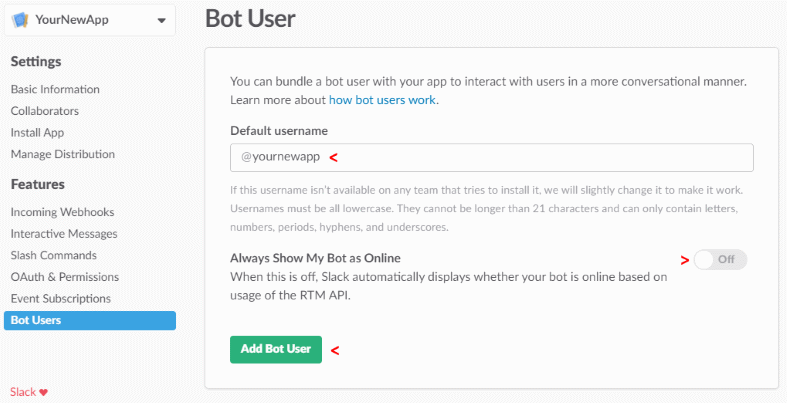 YourNewApp
Settings
Basic Information
Collaborators
Install App
Manage Distribution
Features
Incoming Webhooks
Interactive Messages
Slash Commands
OAuth & Permissions
Event Subscriptions
Bot Users
Slack ♥
Bot User
You can bundle a bot user with your app to interact with users in a more conversational manner.
Learn more about how bot users work.
Default username
@yournewapp <
If this username isn't available on any team that tries to install it, we will slightly change it to make it work.
Usernames must be all lowercase. They cannot be longer than 21 characters and can only contain letters,
numbers, periods, hyphens, and underscores.
Always Show My Bot as Online
> Off
When this is off, Slack automatically displays whether your bot is online based on
usage of the RTM API.
Add Bot User <